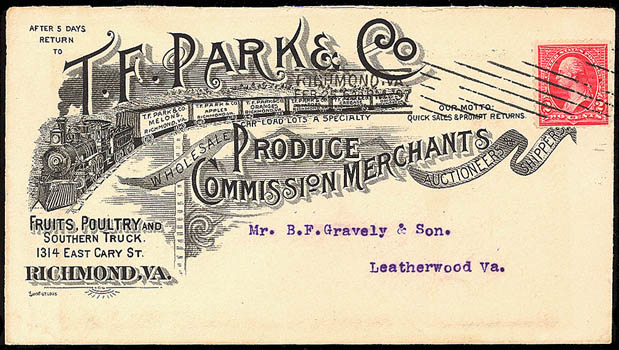 AFTER 5 DAYS
RETURN
TO
T. F. PARK & CO
RICHMOND, VA.
T.F. PARK & CO
MELONS
RICHMOND, VA.
T.F. PARK & CO
APPLES
RICHMOND, VA.
T.F. PARK & CO
ORANGES
CAR-LOAD LOTS A SPECIALTY
OUR MOTTO:
QUICK SALES & PROMPT RETURNS.
WHOLESALE
PRODUCE
COMMISSION MERCHANTS
AUCTIONEERS & SHIPPERS
FRUITS, POULTRY AND
SOUTHERN TRUCK.
1314 EAST CARY ST.
RICHMOND, VA.
Mr. B.F.Gravely & Son.
Leatherwood Va.